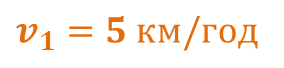 v₁ = 5 км/год